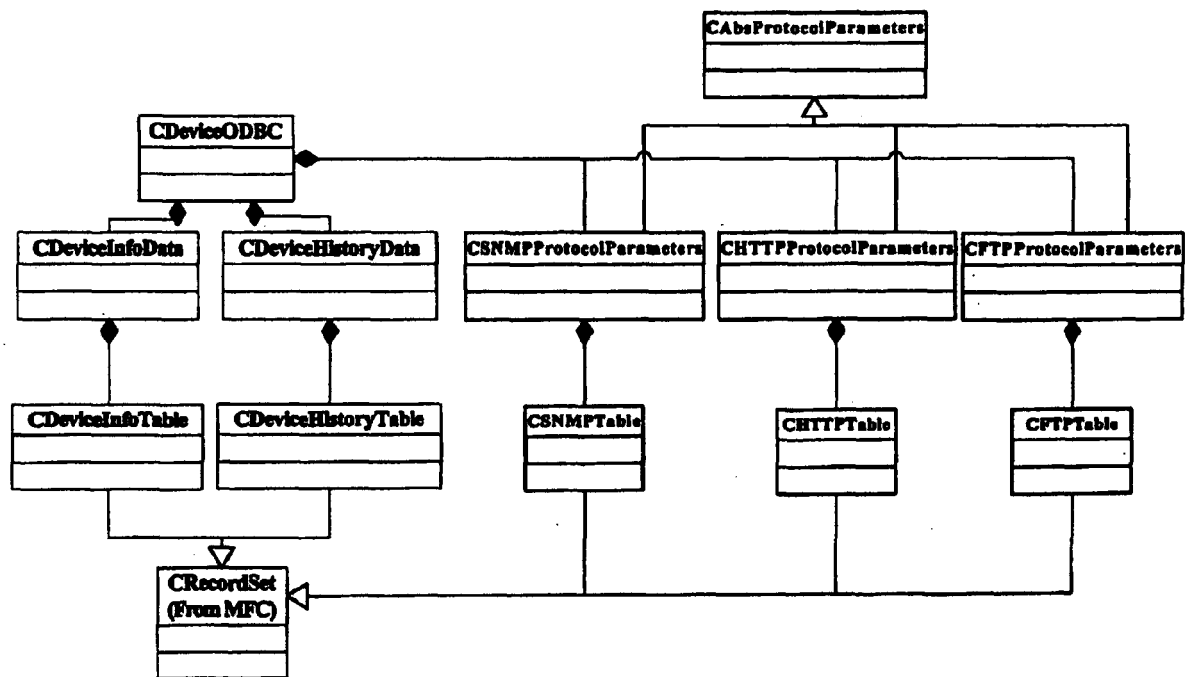 CAbsProtocolParameters
CDeviceODBC
CDeviceInfoData
CDeviceHistoryData
CSNMPProtocolParameters
CHTTPProtocolParameters
CFTPProtocolParameters
CDeviceInfoTable
CDeviceHistoryTable
CSNMPTable
CHTTPTable
CFTPTable
CRecordSet
(From MFC)